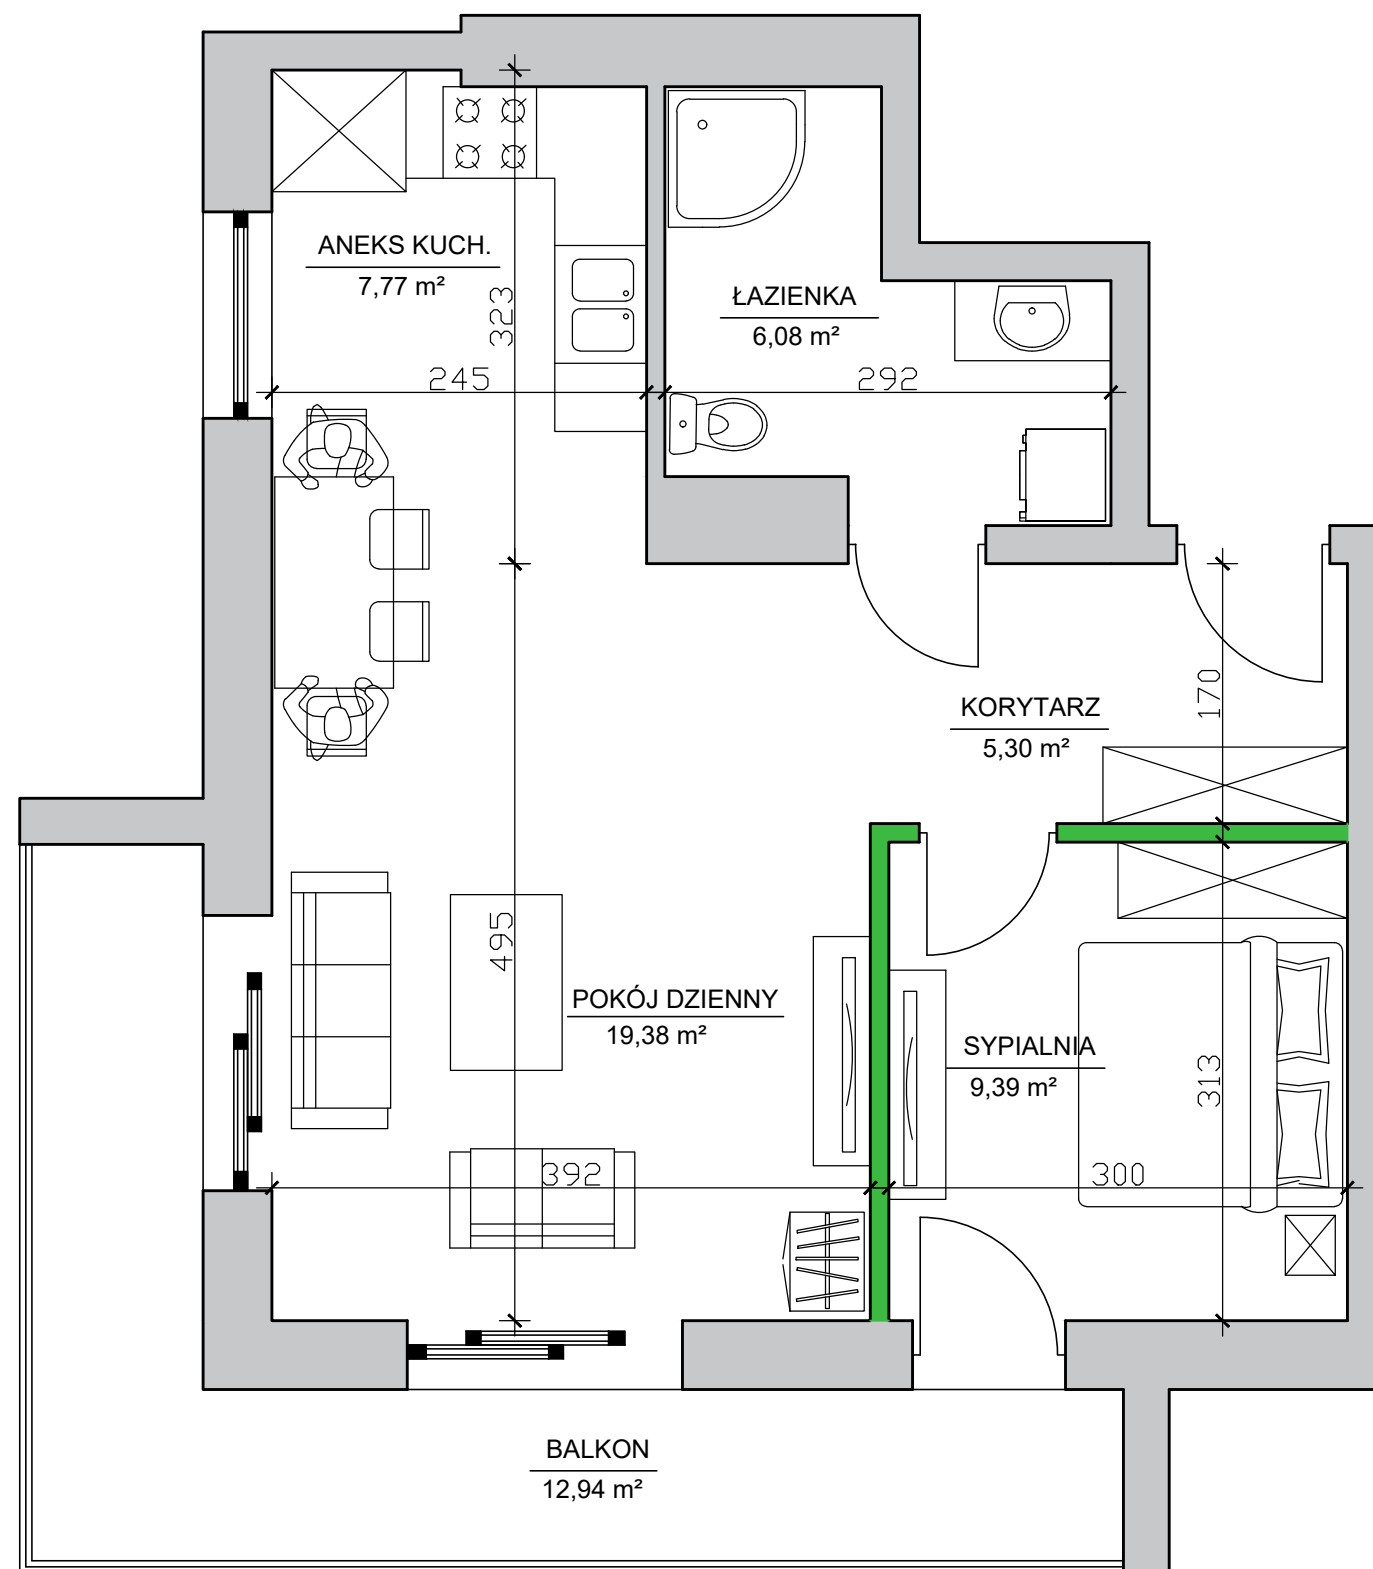 ANEKS KUCH.
7,77 m²
323
245
ŁAZIENKA
6,08 m²
292
KORYTARZ
5,30 m²
170
495
POKÓJ DZIENNY
19,38 m²
SYPIALNIA
9,39 m²
313
392
300
BALKON
12,94 m²